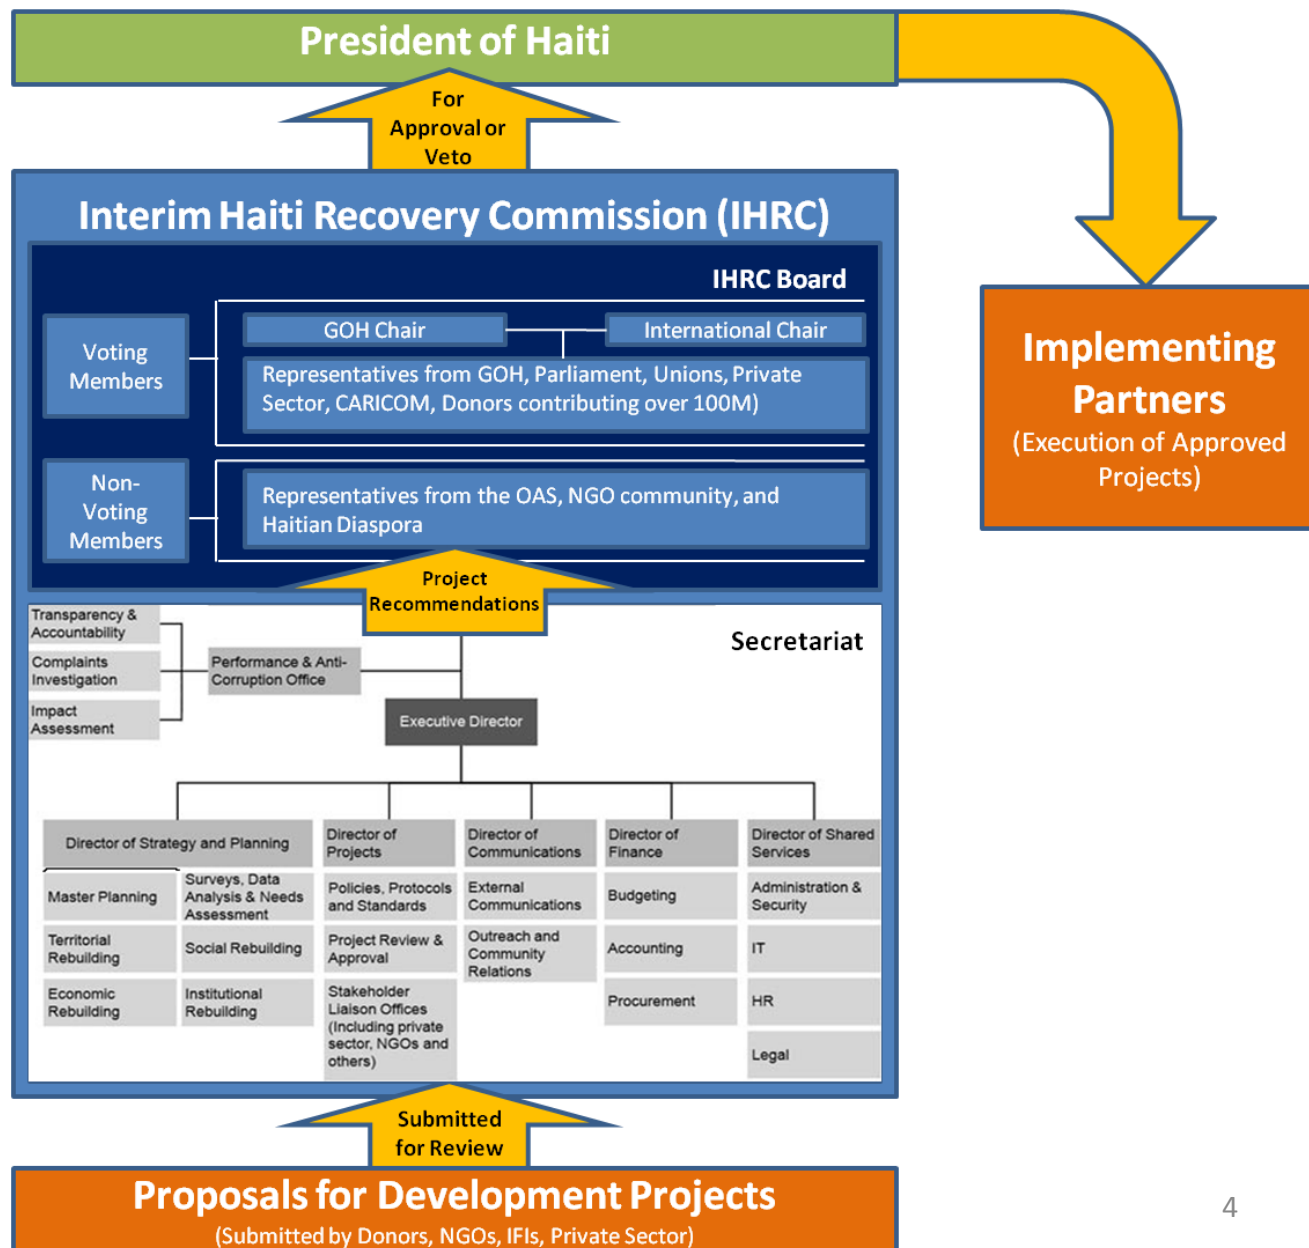 President of Haiti
For
Approval or
Veto
Interim Haiti Recovery Commission (IHRC)
IHRC Board
Voting
Members
GOH Chair
International Chair
Representatives from GOH, Parliament, Unions, Private
Sector, CARICOM, Donors contributing over 100M)
Non-
Voting
Members
Representatives from the OAS, NGO community, and
Haitian Diaspora
Implementing
Partners
(Execution of Approved
Projects)
Project
Recommendations
Secretariat
Transparency &
Accountability
Complaints
Investigation
Impact
Assessment
Performance & Anti-
Corruption Office
Executive Director
Director of Strategy and Planning
Master Planning
Surveys, Data
Analysis & Needs
Assessment
Territorial
Rebuilding
Social Rebuilding
Economic
Rebuilding
Institutional
Rebuilding
Director of
Projects
Policies, Protocols
and Standards
Project Review &
Approval
Stakeholder
Liaison Offices
(Including private
sector, NGOs and
others)
Director of
Communications
External
Communications
Outreach and
Community
Relations
Director of
Finance
Budgeting
Accounting
Procurement
Director of Shared
Services
Administration &
Security
IT
HR
Legal
Submitted
for Review
Proposals for Development Projects
(Submitted by Donors, NGOs, IFIs, Private Sector)
4